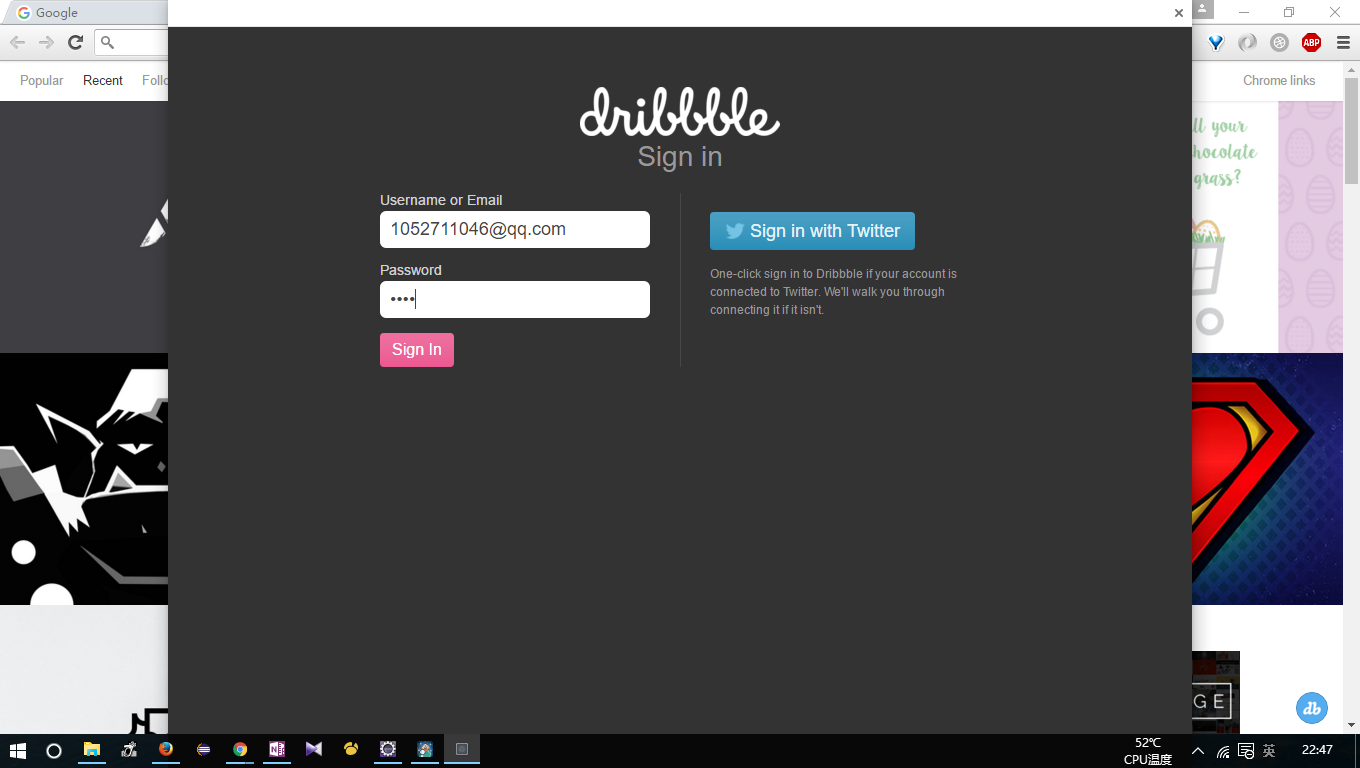 Google
Popular
Recent
Follo
Chrome links
dribbble
Sign in
Username or Email
1052711046@qq.com
Password
Sign In
Sign in with Twitter
One-click sign in to Dribbble if your account is
connected to Twitter. We'll walk you through
connecting it if it isn't.
ABP
ll your
hocolate
grass?
GE
db
52℃
CPU温度
英
22:47